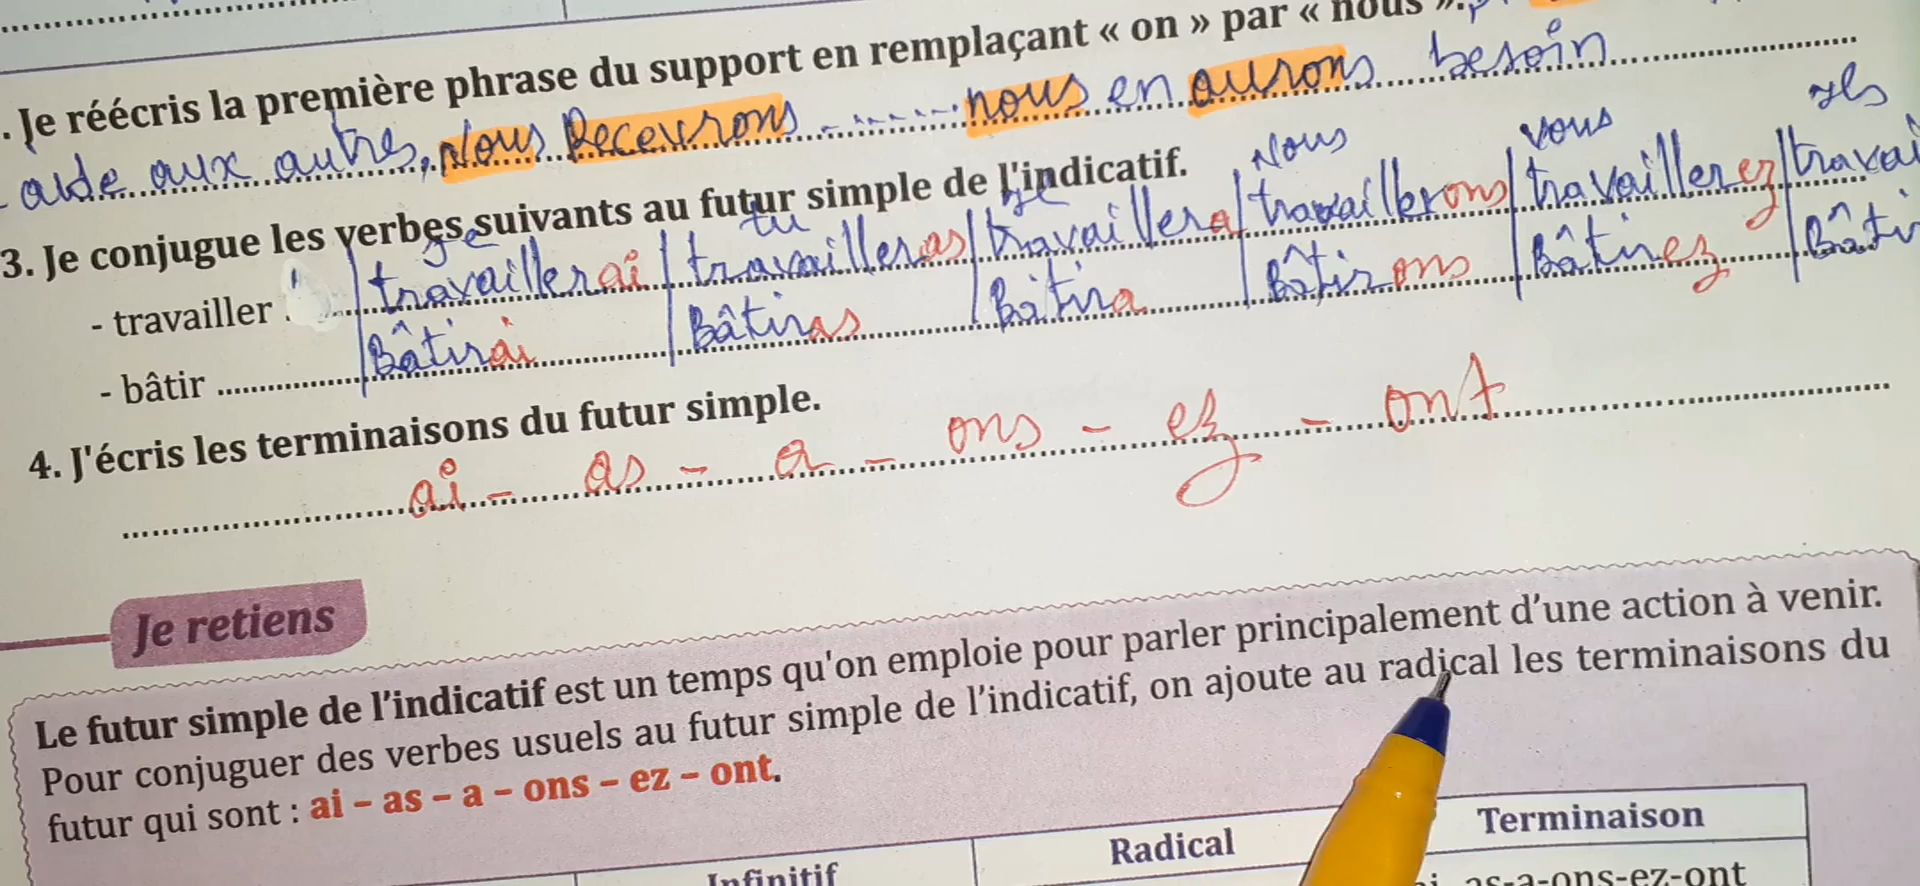 . Je réécris la première phrase du support en remplaçant « on » par « nous ».
aide aux autres, Nous Recevrons ......... nous en aurons besoin
3. Je conjugue les verbes suivants au futur simple de l'indicatif.
je tu Nous vous
- travailler travaillerai travailleras travaillera travaillerons travaillerez travai
- bâtir Bâtirai Bâtiras Bâtira Bâtirons Bâtirez Bâti
4. J'écris les terminaisons du futur simple.
ai - as - a - ons - ez - ont
Je retiens
Le futur simple de l'indicatif est un temps qu'on emploie pour parler principalement d'une action à venir.
Pour conjuguer des verbes usuels au futur simple de l'indicatif, on ajoute au radical les terminaisons du
futur qui sont : ai – as – a – ons – ez – ont.
Infinitif Radical Terminaison
as-a-ons-ez-ont